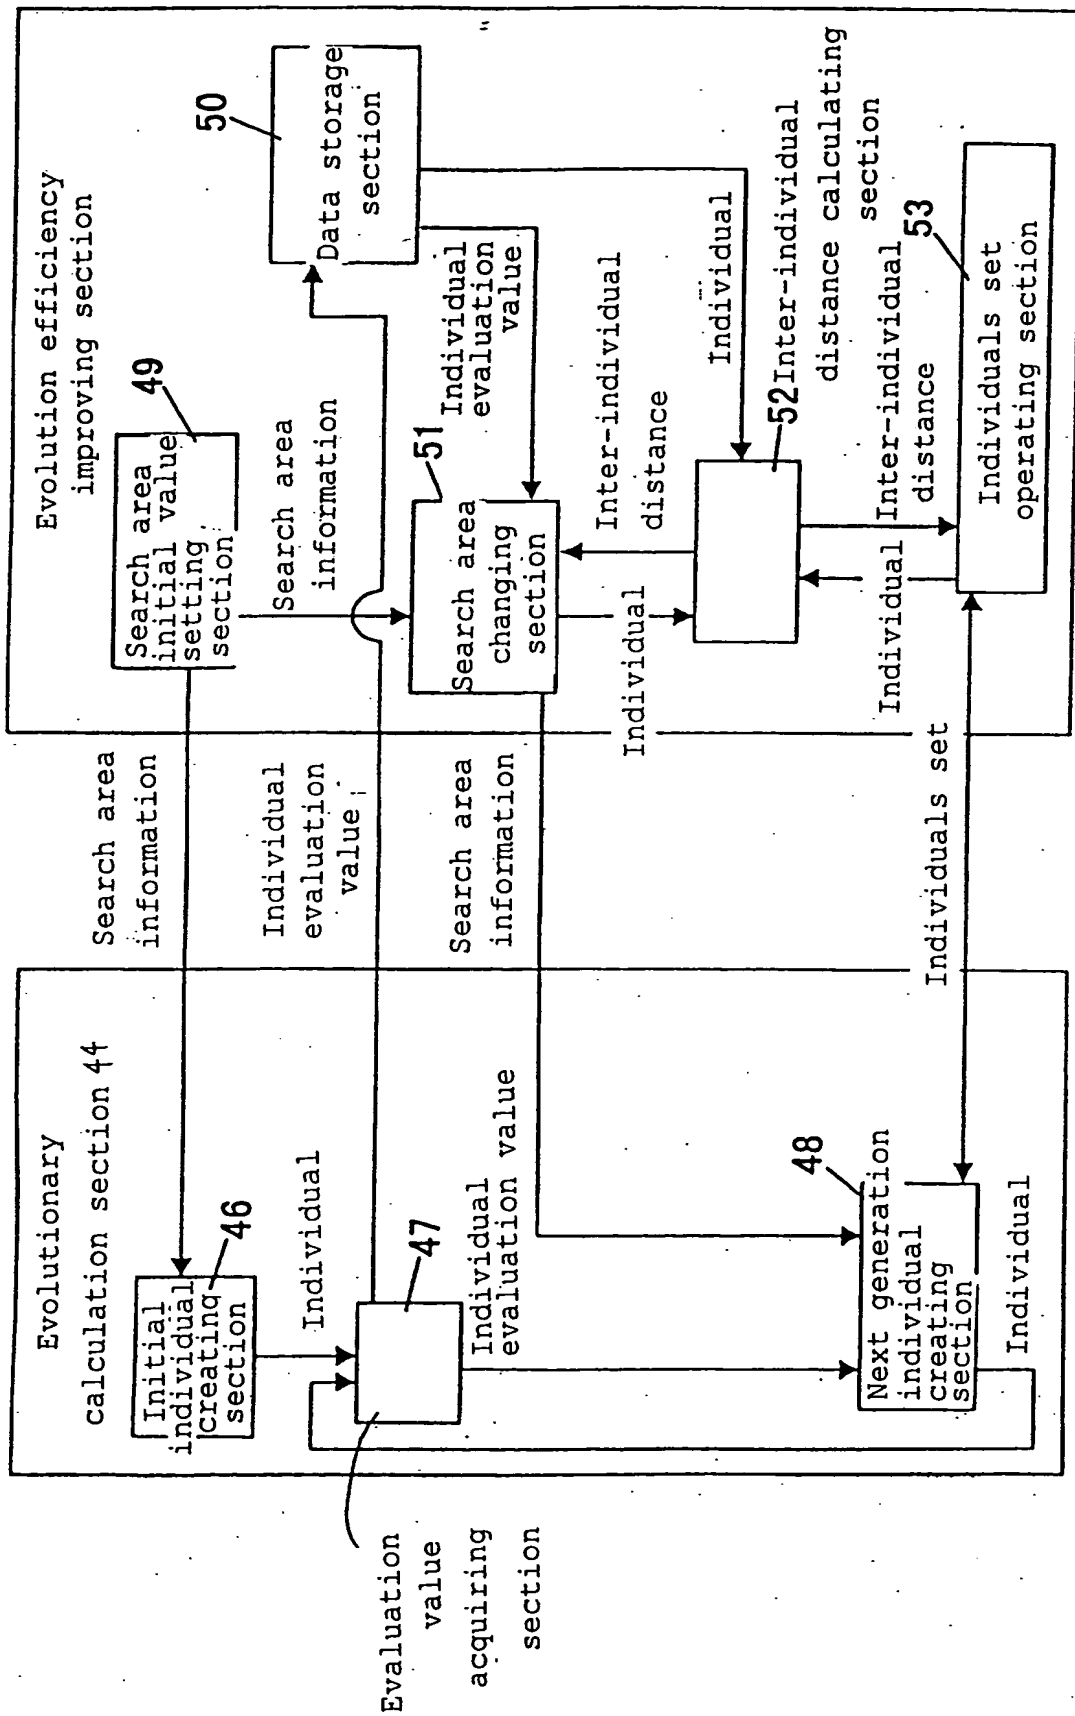 Evolutionary
calculation section 44
Initial
individual
creating
section
46
Individual
Evaluation
value
acquiring
section
47
Individual
evaluation value
Next generation
individual
creating
section
48
Individual
Search area
information
Individual
evaluation
value
Search area
information
Individuals set
Evolution efficiency
improving section
Search area
initial value
setting
section
49
Search area
information
Data storage
section
50
Individual
evaluation
value
Search area
changing
section
51
Individual
Inter-individual
distance
Individual
52
Inter-individual
distance calculating
section
Individual
Inter-individual
distance
Individuals set
operating section
53